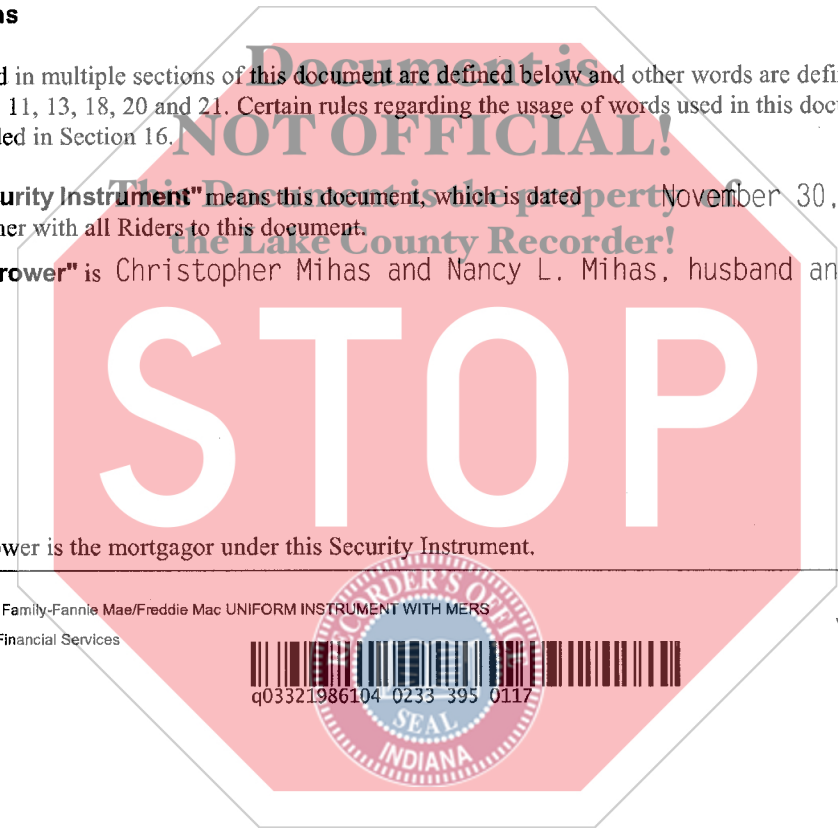 ns
Document is
d in multiple sections of this document are defined below and other words are defi
11, 13, 18, 20 and 21. Certain rules regarding the usage of words used in this doc
NOT OFFICIAL!
led in Section 16.
This Document is the property of
urity Instrument" means this document, which is dated November 30,
her with all Riders to this document.
the Lake County Recorder!
rower" is Christopher Mihas and Nancy L. Mihas, husband an
STOP
wer is the mortgagor under this Security Instrument.
Family-Fannie Mae/Freddie Mac UNIFORM INSTRUMENT WITH MERS
Financial Services
q03321986104 0233 395 0117
RECORDER'S OFFICE
SEAL
INDIANA